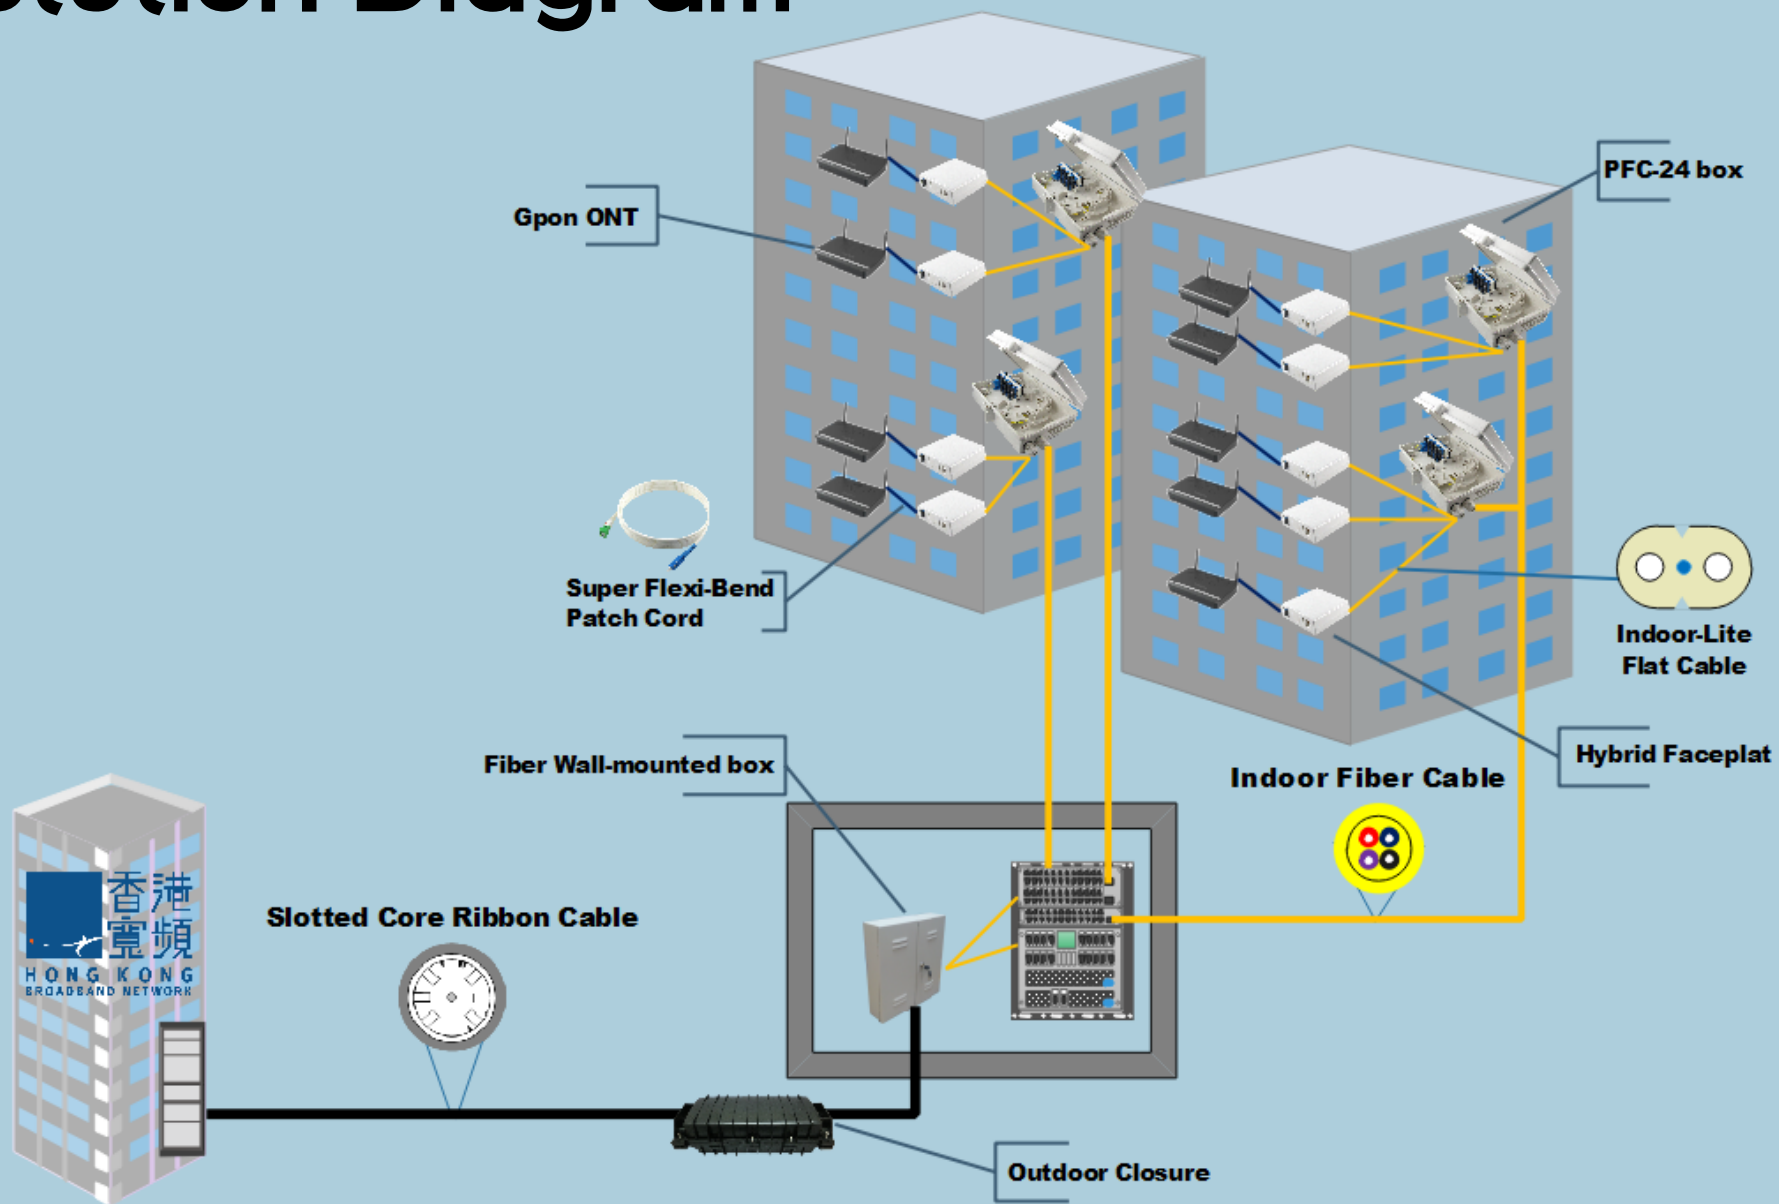 Diagram
PFC-24 box
Gpon ONT
Super Flexi-Bend
Patch Cord
Indoor-Lite
Flat Cable
Hybrid Faceplat
Fiber Wall-mounted box
Indoor Fiber Cable
Slotted Core Ribbon Cable
香港
寬頻
HONG KONG
BROADBAND NETWORK
Outdoor Closure